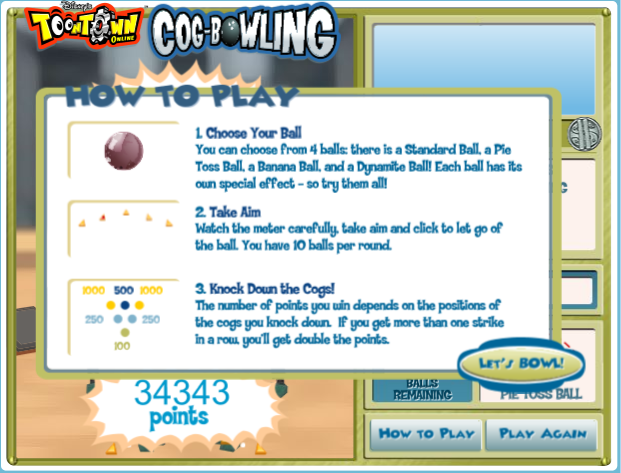 Disney's
TOONTOWN
ONLINE
COG-BOWLING
HOW TO PLAY
1. Choose Your Ball
You can choose from 4 balls: there is a Standard Ball, a Pie
Toss Ball, a Banana Ball, and a Dynamite Ball! Each ball has its
own special effect - so try them all!
2. Take Aim
Watch the meter carefully, take aim and click to let go of
the ball. You have 10 balls per round.
1000 500 1000
250 250
100
3. Knock Down the Cogs!
The number of points you win depends on the positions of
the cogs you knock down. If you get more than one strike
in a row, you'll get double the points.
LET'S BOWL!
34343
points
BALLS
REMAINING
PIE TOSS BALL
HOW TO PLAY
PLAY AGAIN